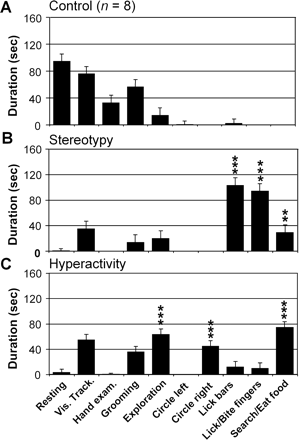 A Control (n = 8)
Duration (sec)
160
120
80
40
0
B Stereotypy
Duration (sec)
160
120
80
40
0
***
***
**
C Hyperactivity
Duration (sec)
160
120
80
40
0
***
***
***
Resting
Vis. Track.
Hand exam.
Grooming
Exploration
Circle left
Circle right
Lick bars
Lick/Bite fingers
Search/Eat food